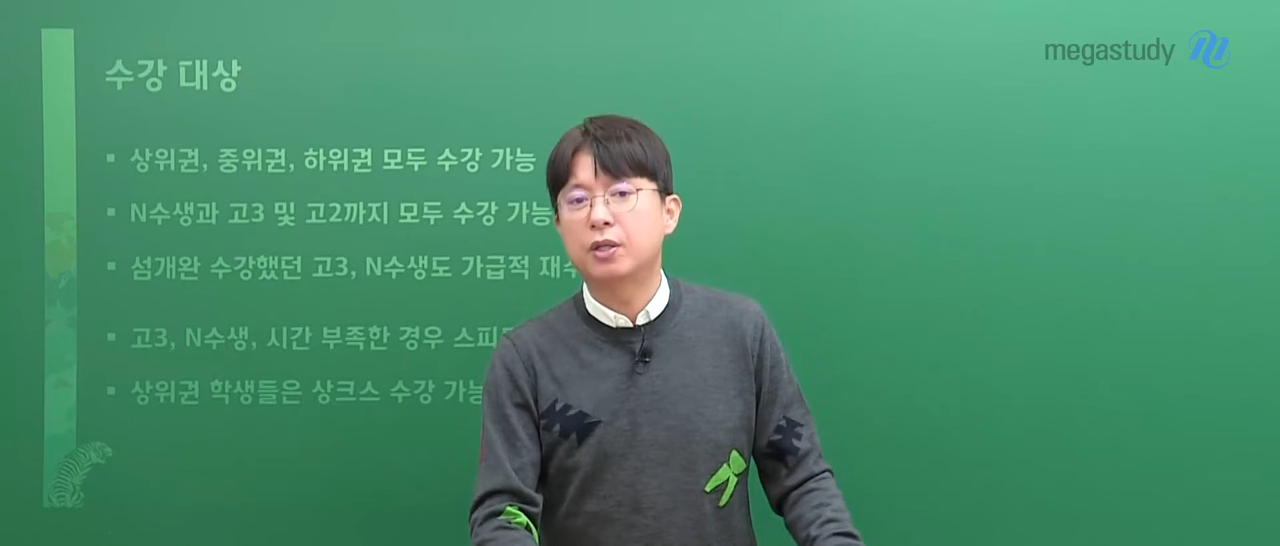 megastudy
수강 대상
▪ 상위권, 중위권, 하위권 모두 수강 가능
▪ N수생과 고3 및 고2까지 모두 수강 가능
▪ 섬개완 수강했던 고3, N수생도 가급적
▪ 고3, N수생, 시간 부족한 경우
▪ 상위권 학생들은 상크스 수강 가능